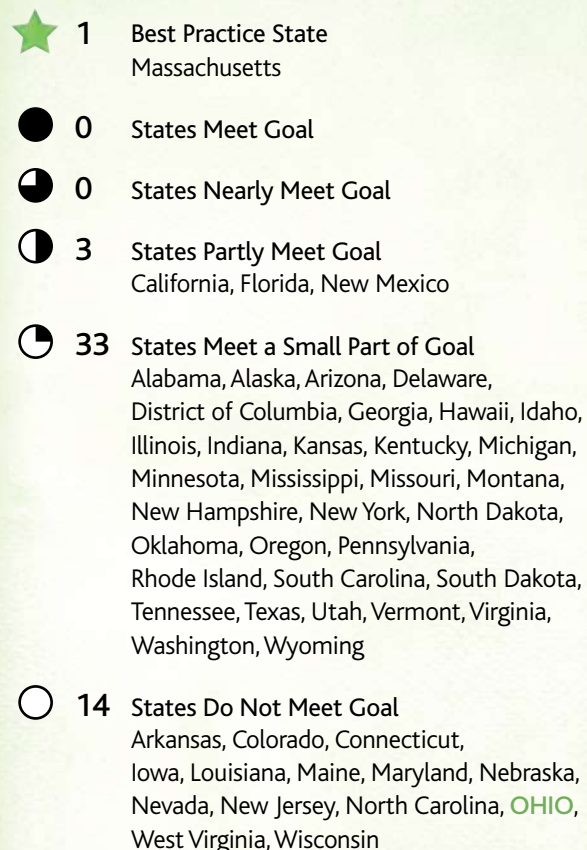 1 Best Practice State
Massachusetts
0 States Meet Goal
0 States Nearly Meet Goal
3 States Partly Meet Goal
California, Florida, New Mexico
33 States Meet a Small Part of Goal
Alabama, Alaska, Arizona, Delaware,
District of Columbia, Georgia, Hawaii, Idaho,
Illinois, Indiana, Kansas, Kentucky, Michigan,
Minnesota, Mississippi, Missouri, Montana,
New Hampshire, New York, North Dakota,
Oklahoma, Oregon, Pennsylvania,
Rhode Island, South Carolina, South Dakota,
Tennessee, Texas, Utah, Vermont, Virginia,
Washington, Wyoming
14 States Do Not Meet Goal
Arkansas, Colorado, Connecticut,
Iowa, Louisiana, Maine, Maryland, Nebraska,
Nevada, New Jersey, North Carolina, OHIO,
West Virginia, Wisconsin